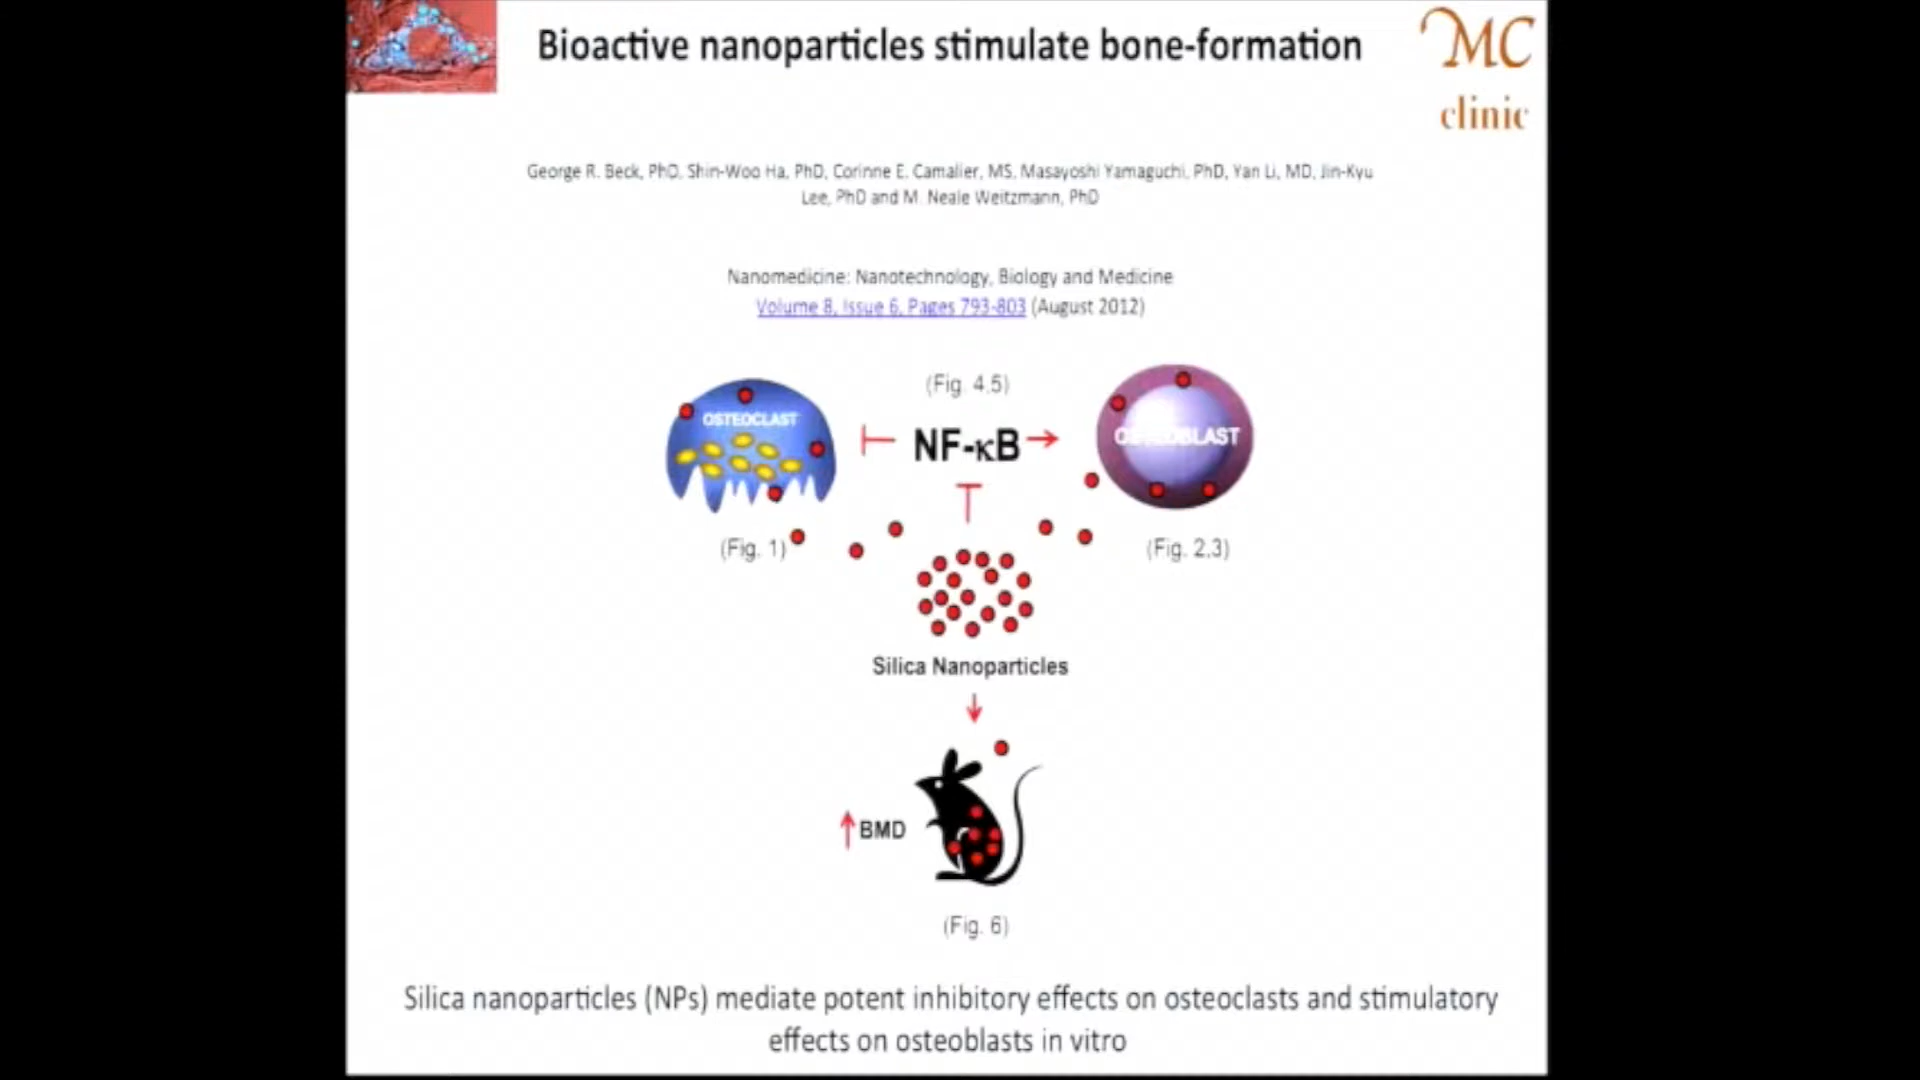 Bioactive nanoparticles stimulate bone-formation
MC
clinic
George R. Beck, PhD, Shin-Woo Ha, PhD, Corinne E. Camalier, MS, Masayoshi Yamaguchi, PhD, Yan Li, MD, Jin-Kyu
Lee, PhD and M. Neale Weitzmann, PhD
Nanomedicine: Nanotechnology, Biology and Medicine
Volume 8, Issue 6, Pages 793-803 (August 2012)
(Fig. 4.5)
OSTEOCLAST
NF-κB
OSTEOBLAST
(Fig. 1)
(Fig. 2,3)
Silica Nanoparticles
BMD
(Fig. 6)
Silica nanoparticles (NPs) mediate potent inhibitory effects on osteoclasts and stimulatory
effects on osteoblasts in vitro